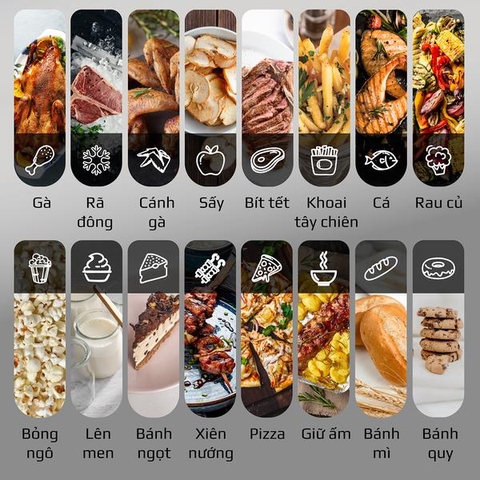 Gà
Rã
đông
Cánh
gà
Sấy
Bít tết
Khoai
tây chiên
Cá
Rau củ
Bỏng
ngô
Lên
men
Bánh
ngọt
Xiên
nướng
Pizza
Giữ ấm
Bánh
mì
Bánh
quy